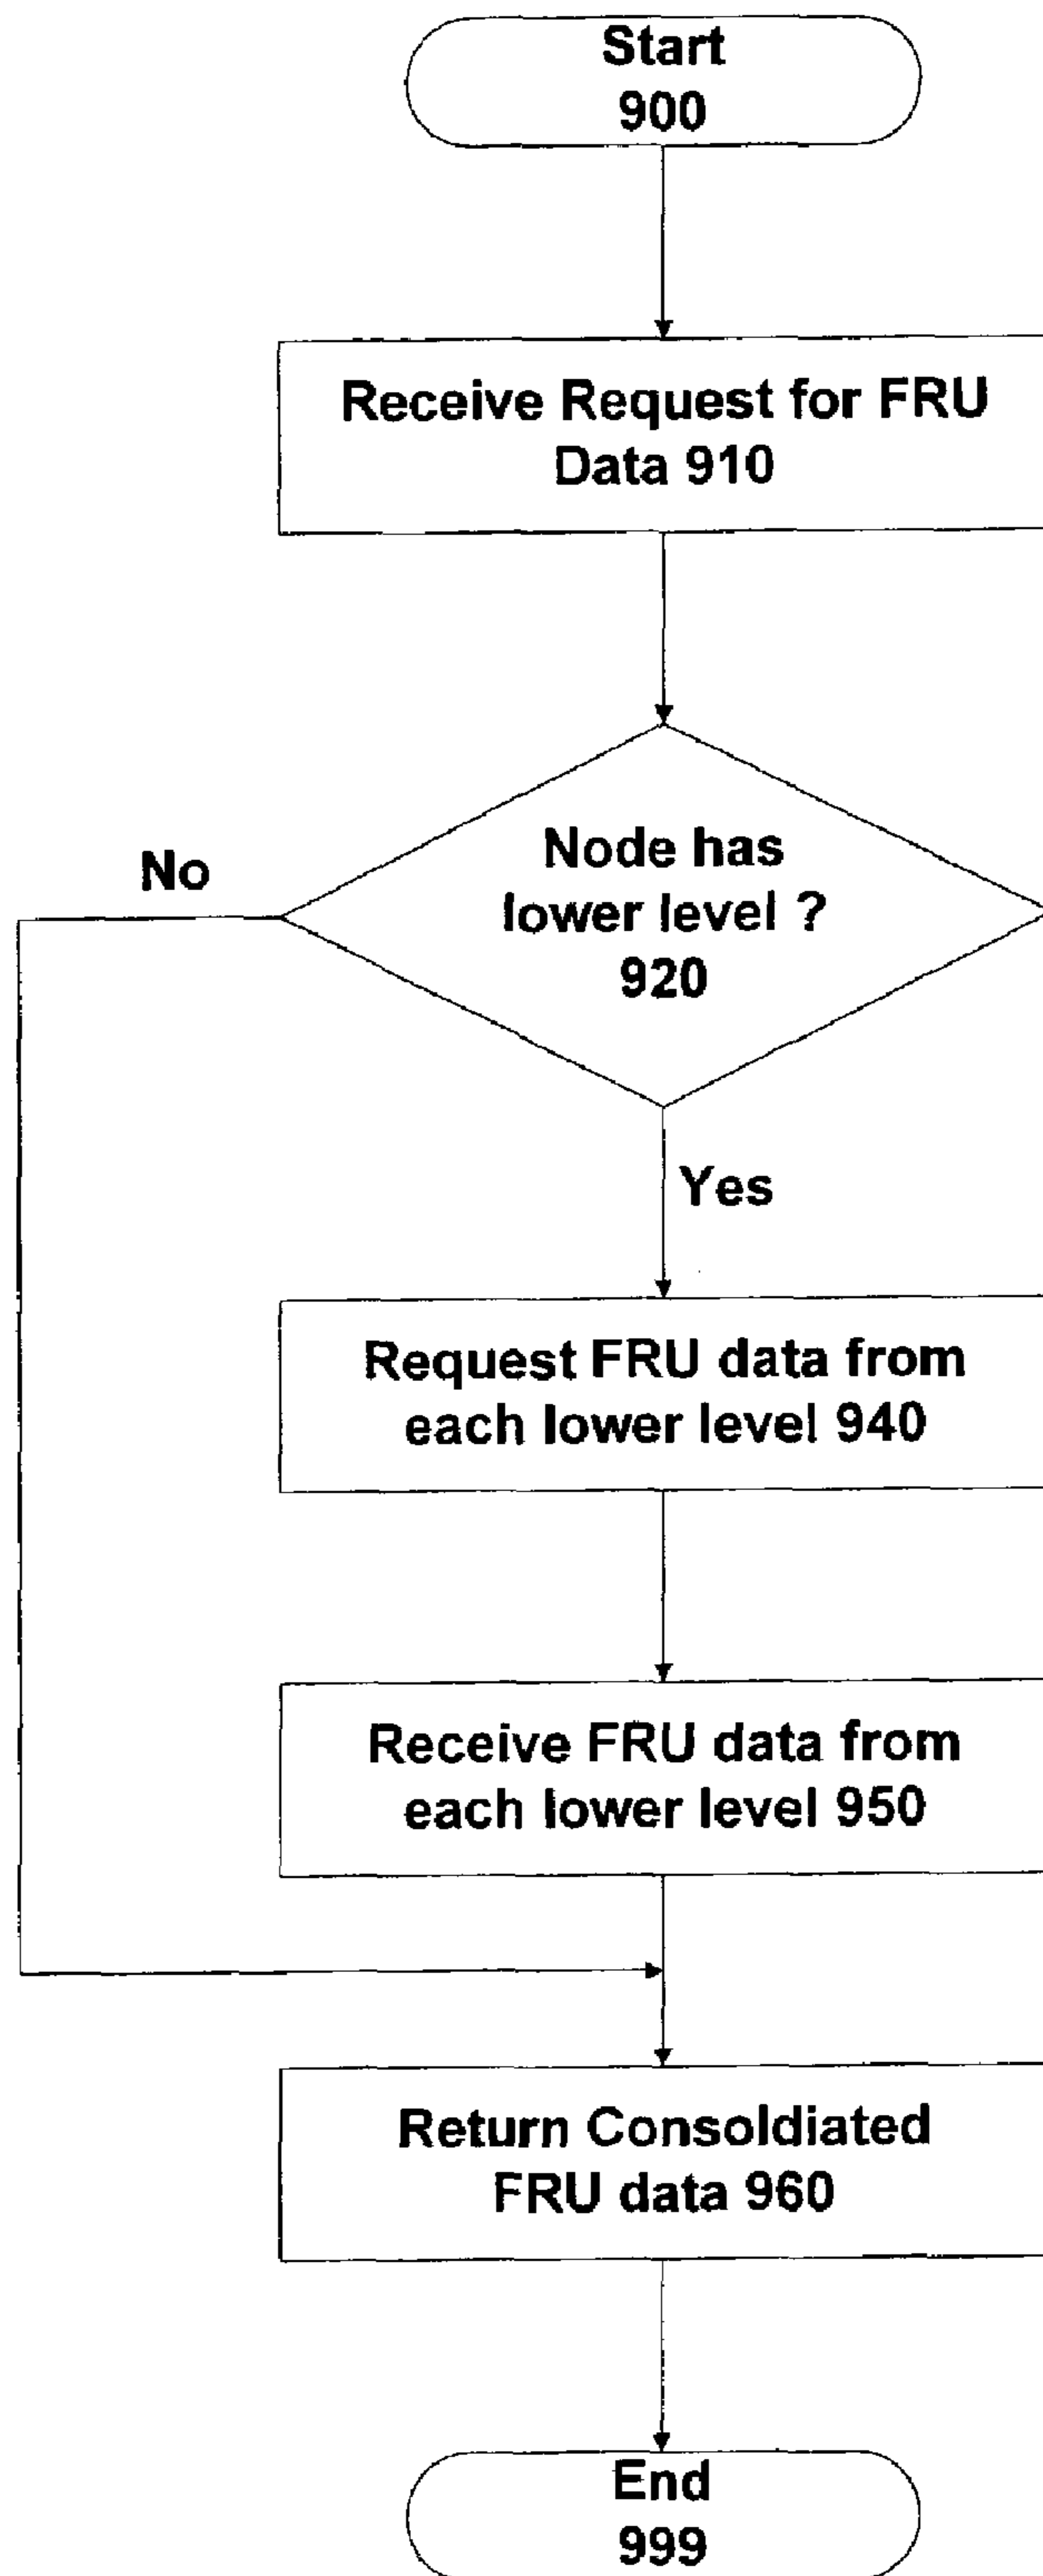 Start
900
Receive Request for FRU
Data 910
Node has
lower level ?
920
No
Yes
Request FRU data from
each lower level 940
Receive FRU data from
each lower level 950
Return Consoldiated
FRU data 960
End
999